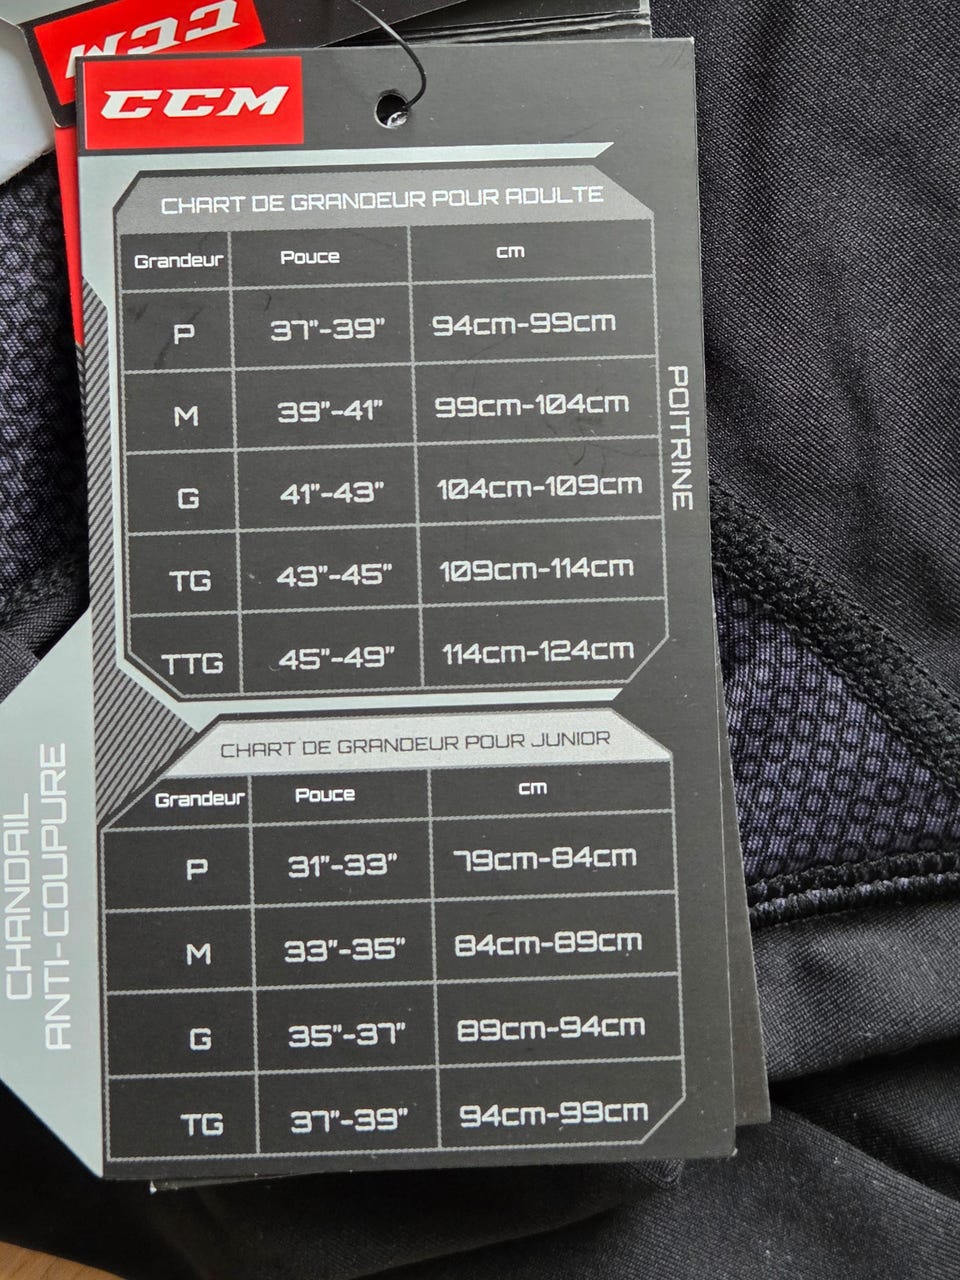 CCM
CCM
CHART DE GRANDEUR POUR ADULTE
Grandeur Pouce cm
P 37"-39" 94cm-99cm
M 39"-41" 99cm-104cm
G 41"-43" 104cm-109cm
TG 43"-45" 109cm-114cm
TTG 45"-49" 114cm-124cm
POITRINE
CHART DE GRANDEUR POUR JUNIOR
Grandeur Pouce cm
P 31"-33" 79cm-84cm
M 33"-35" 84cm-89cm
G 35"-37" 89cm-94cm
TG 37"-39" 94cm-99cm
CHANDAIL
ANTI-COUPURE